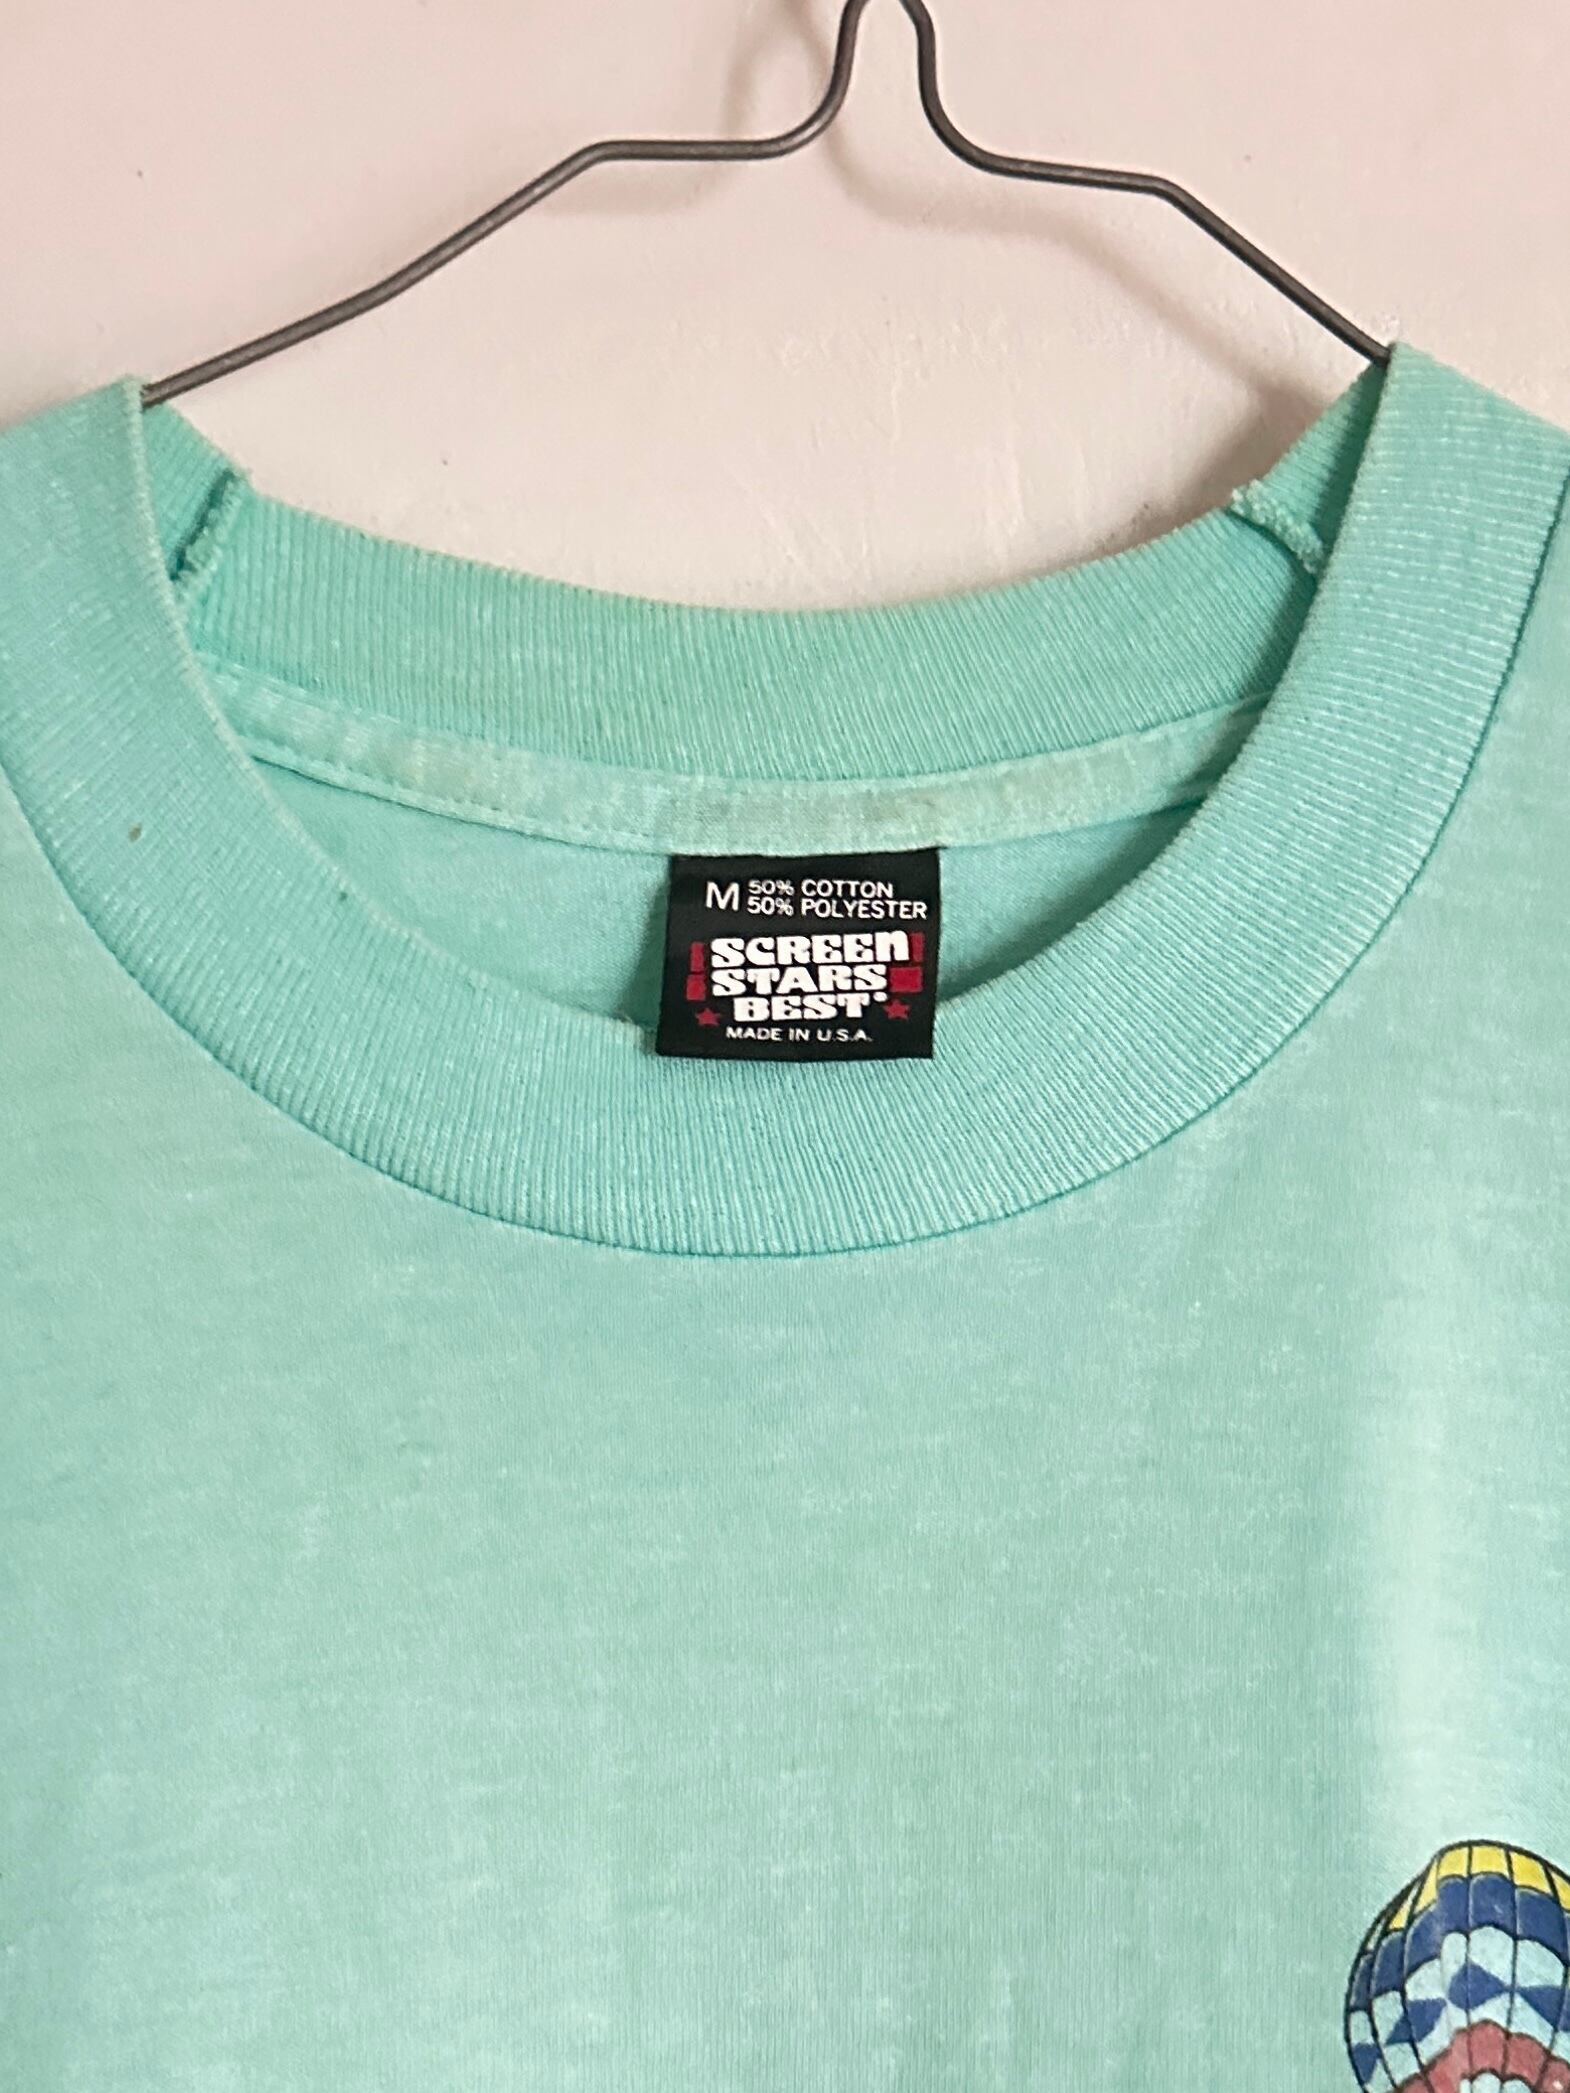 M 50% COTTON
50% POLYESTER
SCREEN
STARS
BEST®
MADE IN U.S.A.